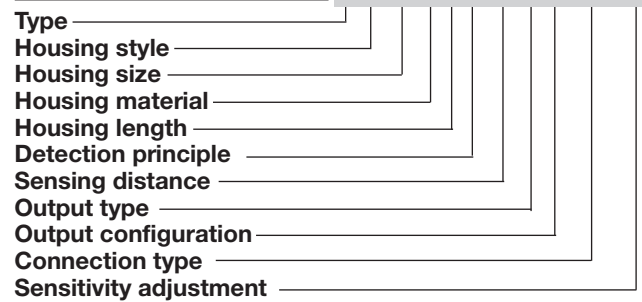 Type
Housing style
Housing size
Housing material
Housing length
Detection principle
Sensing distance
Output type
Output configuration
Connection type
Sensitivity adjustment